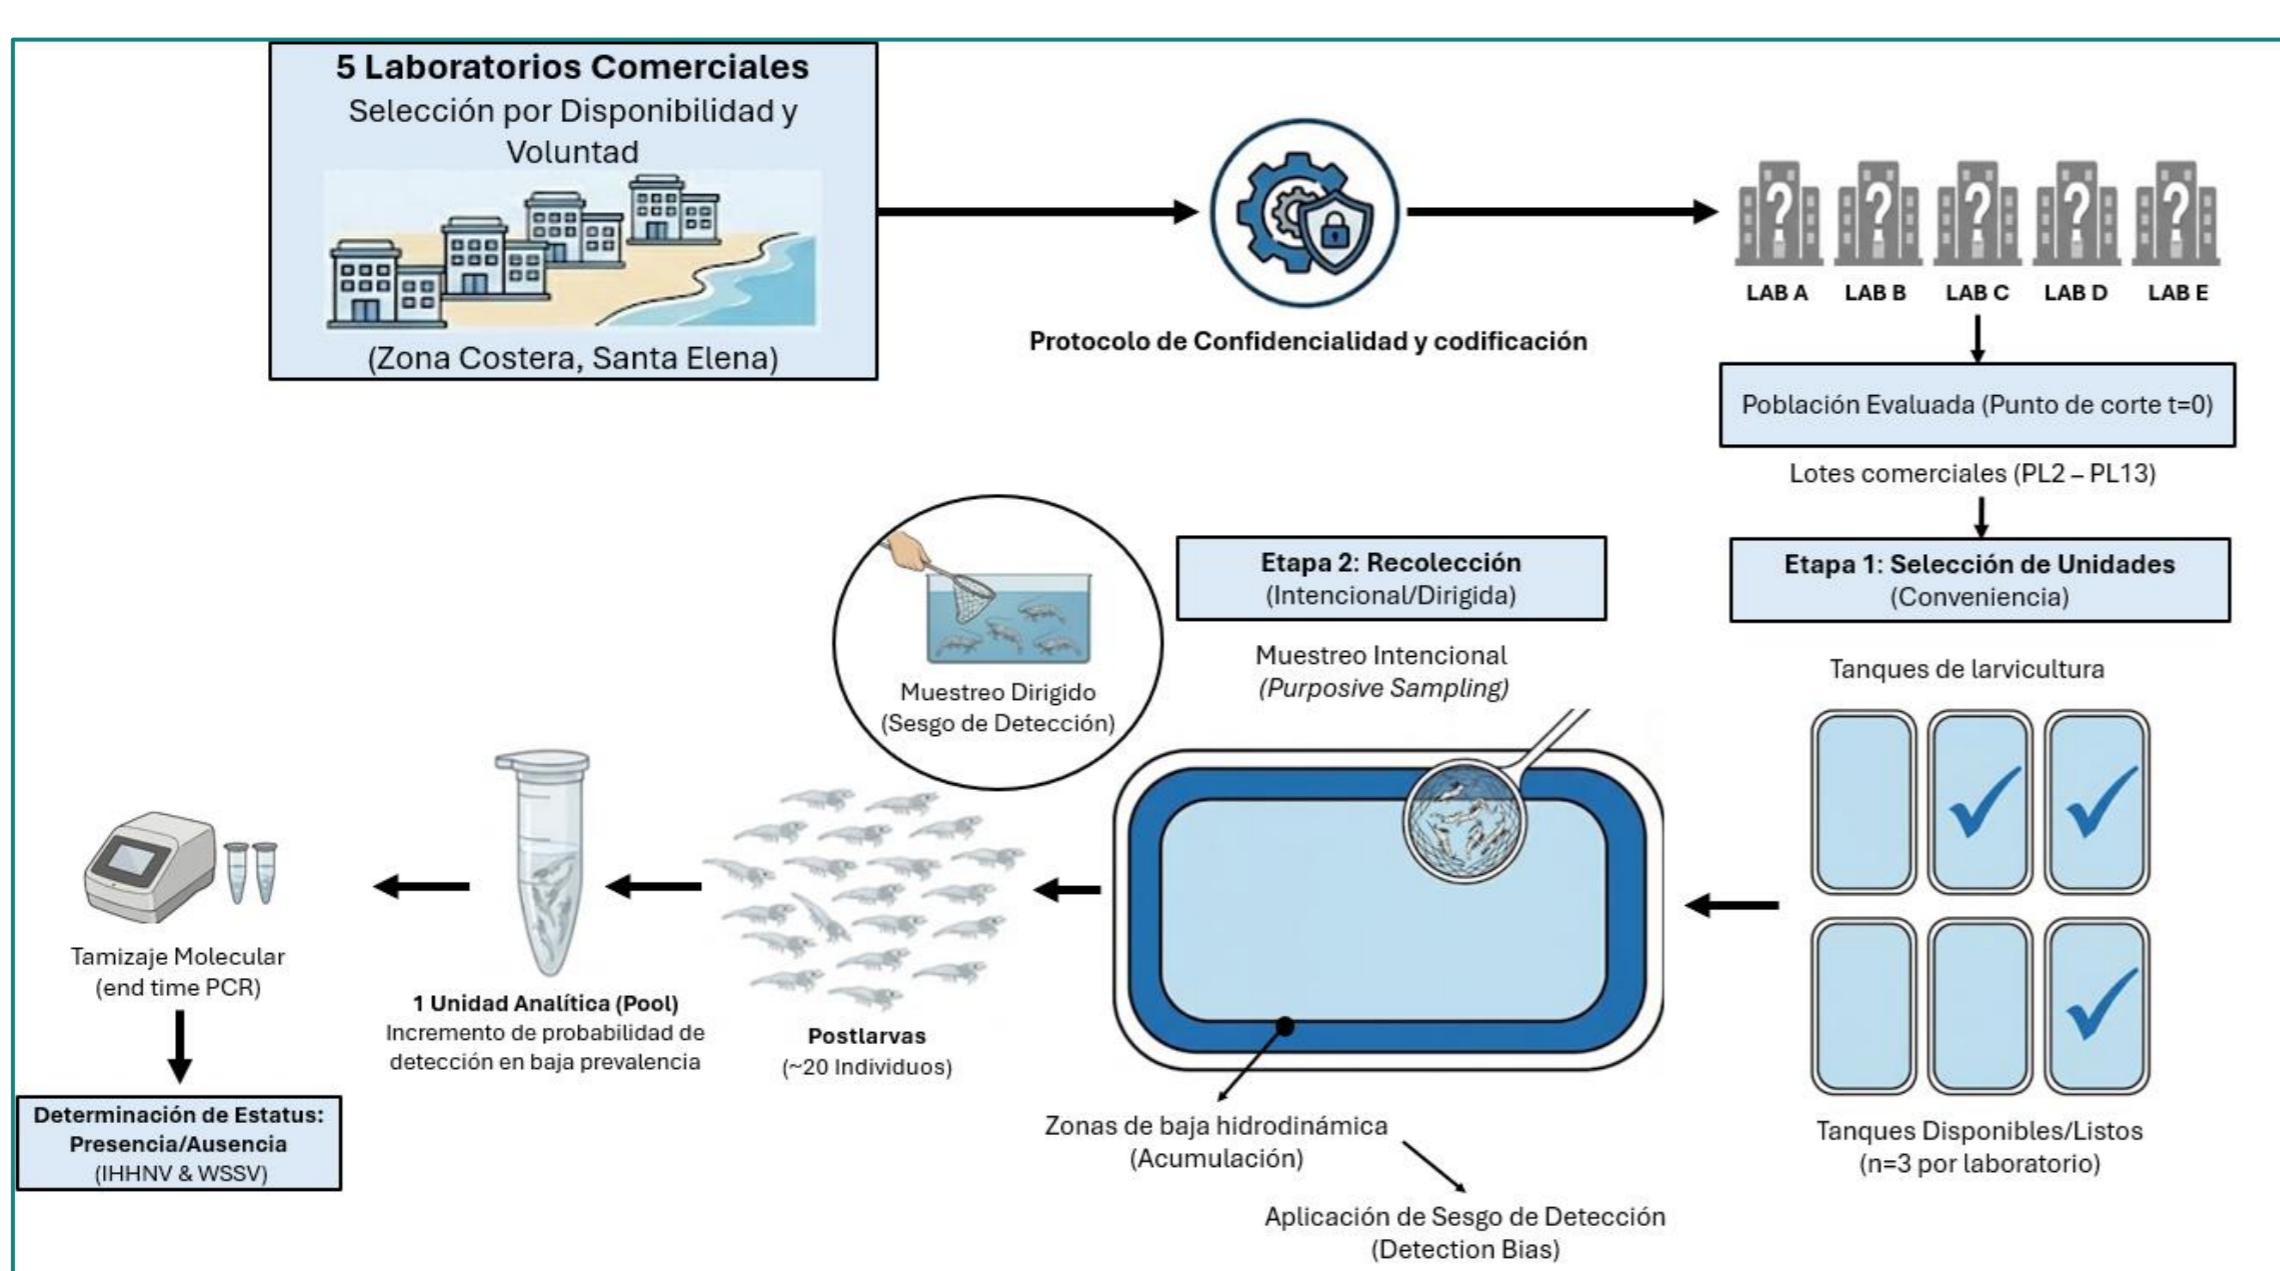 5 Laboratorios Comerciales
Selección por Disponibilidad y
Voluntad
(Zona Costera, Santa Elena)
Protocolo de Confidencialidad y codificación
? ? ? ? ?
LAB A LAB B LAB C LAB D LAB E
Población Evaluada (Punto de corte t=0)
Lotes comerciales (PL2 – PL13)
Etapa 1: Selección de Unidades
(Conveniencia)
Tanques de larvicultura
Tanques Disponibles/Listos
(n=3 por laboratorio)
Etapa 2: Recolección
(Intencional/Dirigida)
Muestreo Intencional
(Purposive Sampling)
Muestreo Dirigido
(Sesgo de Detección)
Zonas de baja hidrodinámica
(Acumulación)
Aplicación de Sesgo de Detección
(Detection Bias)
Postlarvas
(~20 Individuos)
1 Unidad Analítica (Pool)
Incremento de probabilidad de
detección en baja prevalencia
Tamizaje Molecular
(end time PCR)
Determinación de Estatus:
Presencia/Ausencia
(IHHNV & WSSV)